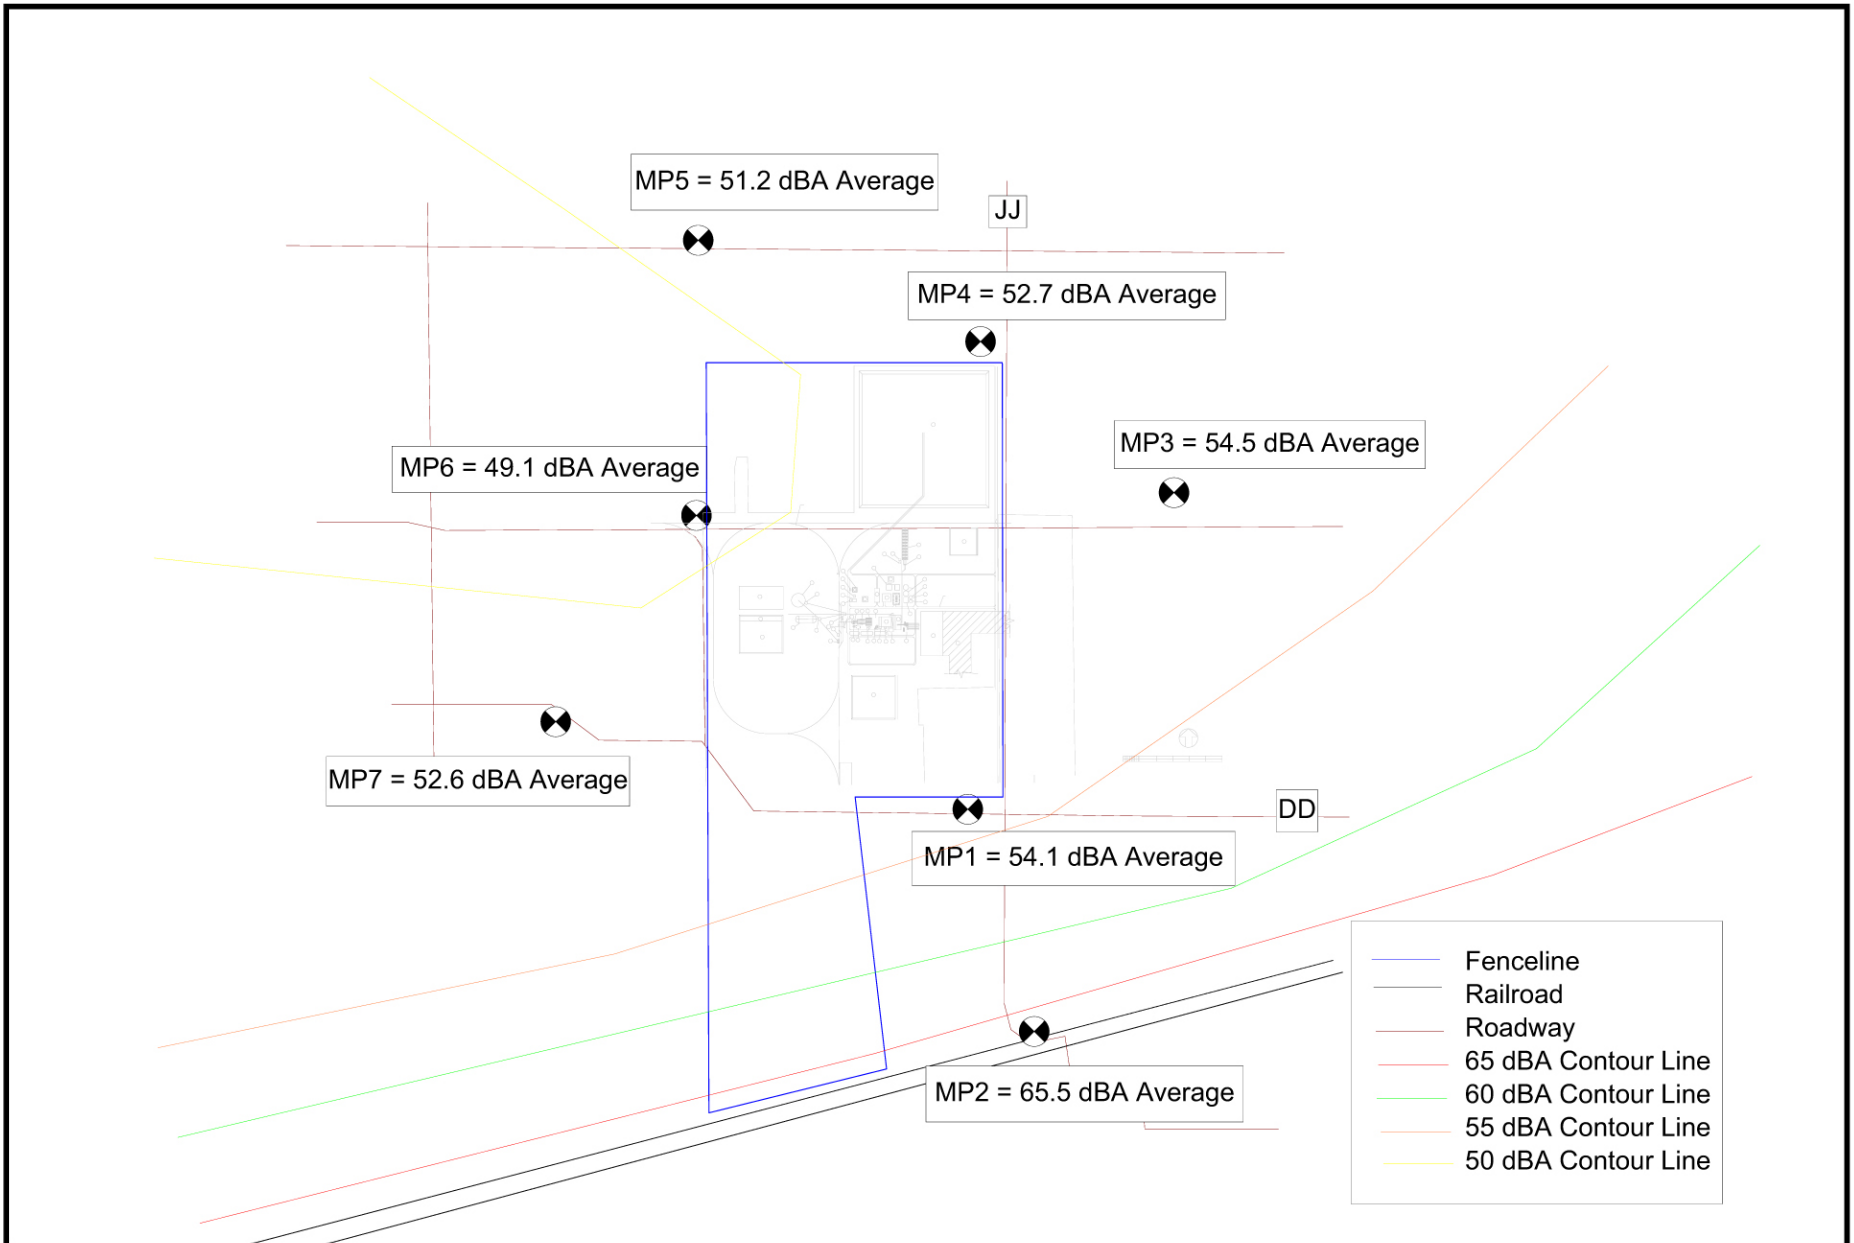 MP5 = 51.2 dBA Average
JJ
MP4 = 52.7 dBA Average
MP3 = 54.5 dBA Average
MP6 = 49.1 dBA Average
MP7 = 52.6 dBA Average
DD
MP1 = 54.1 dBA Average
MP2 = 65.5 dBA Average
Fenceline
Railroad
Roadway
65 dBA Contour Line
60 dBA Contour Line
55 dBA Contour Line
50 dBA Contour Line